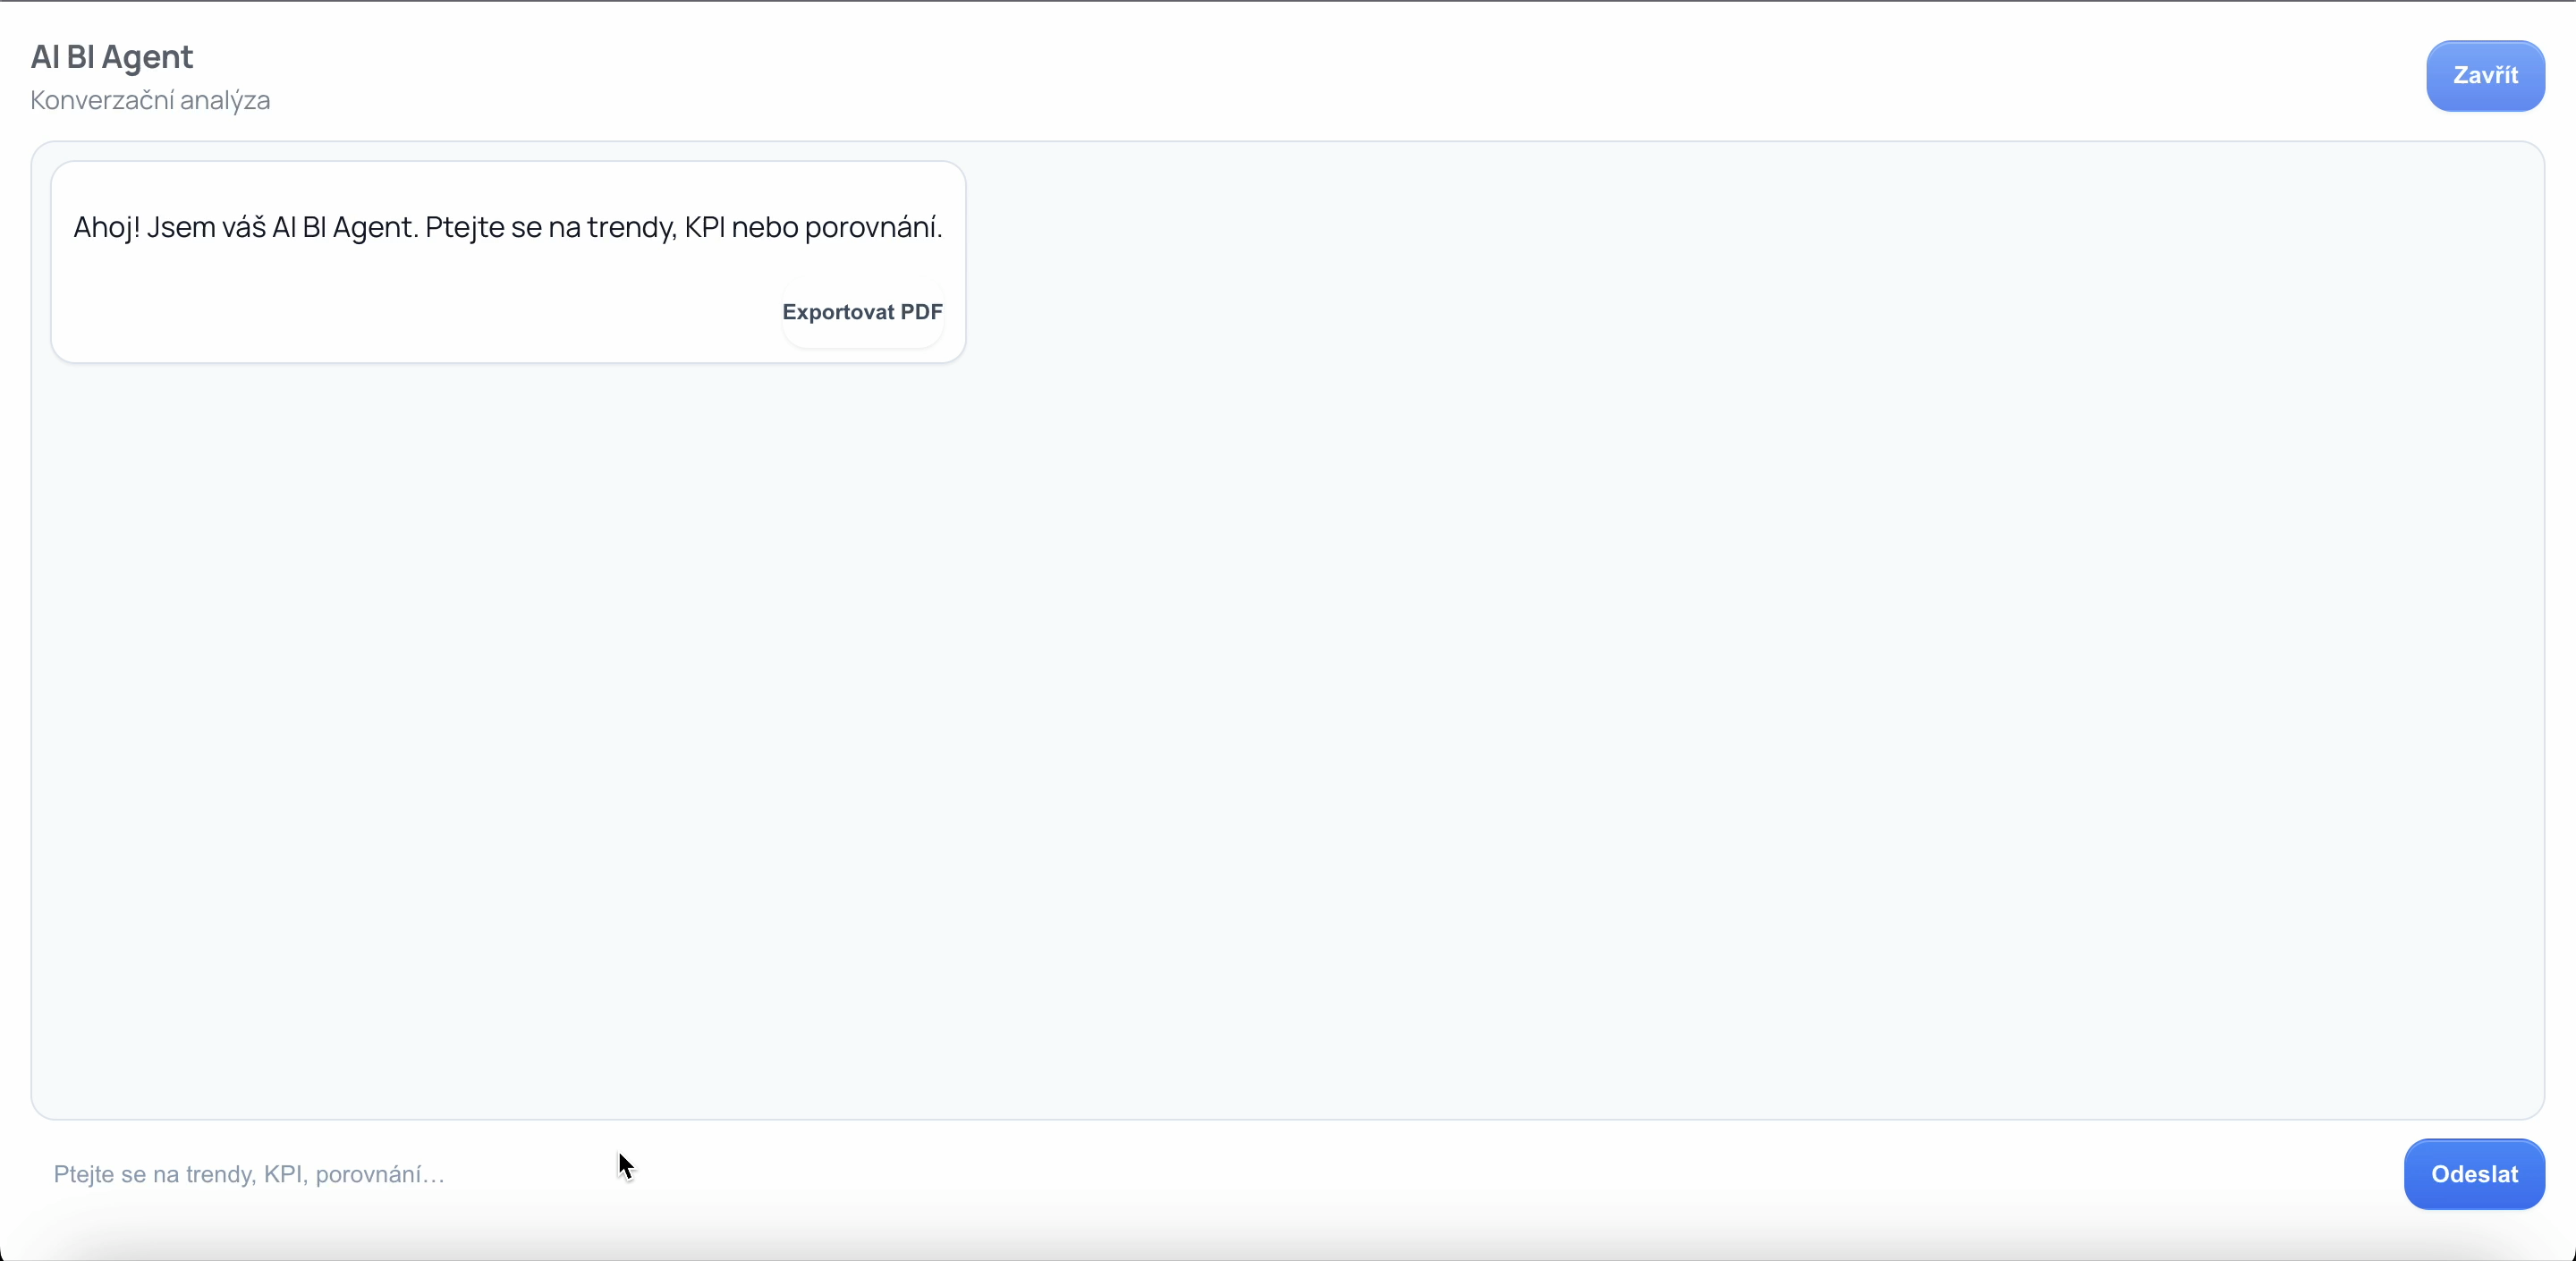 AI BI Agent
Konverzační analýza
Zavřít
Ahoj! Jsem váš AI BI Agent. Ptejte se na trendy, KPI nebo porovnání.
Exportovat PDF
Ptejte se na trendy, KPI, porovnání…
Odeslat